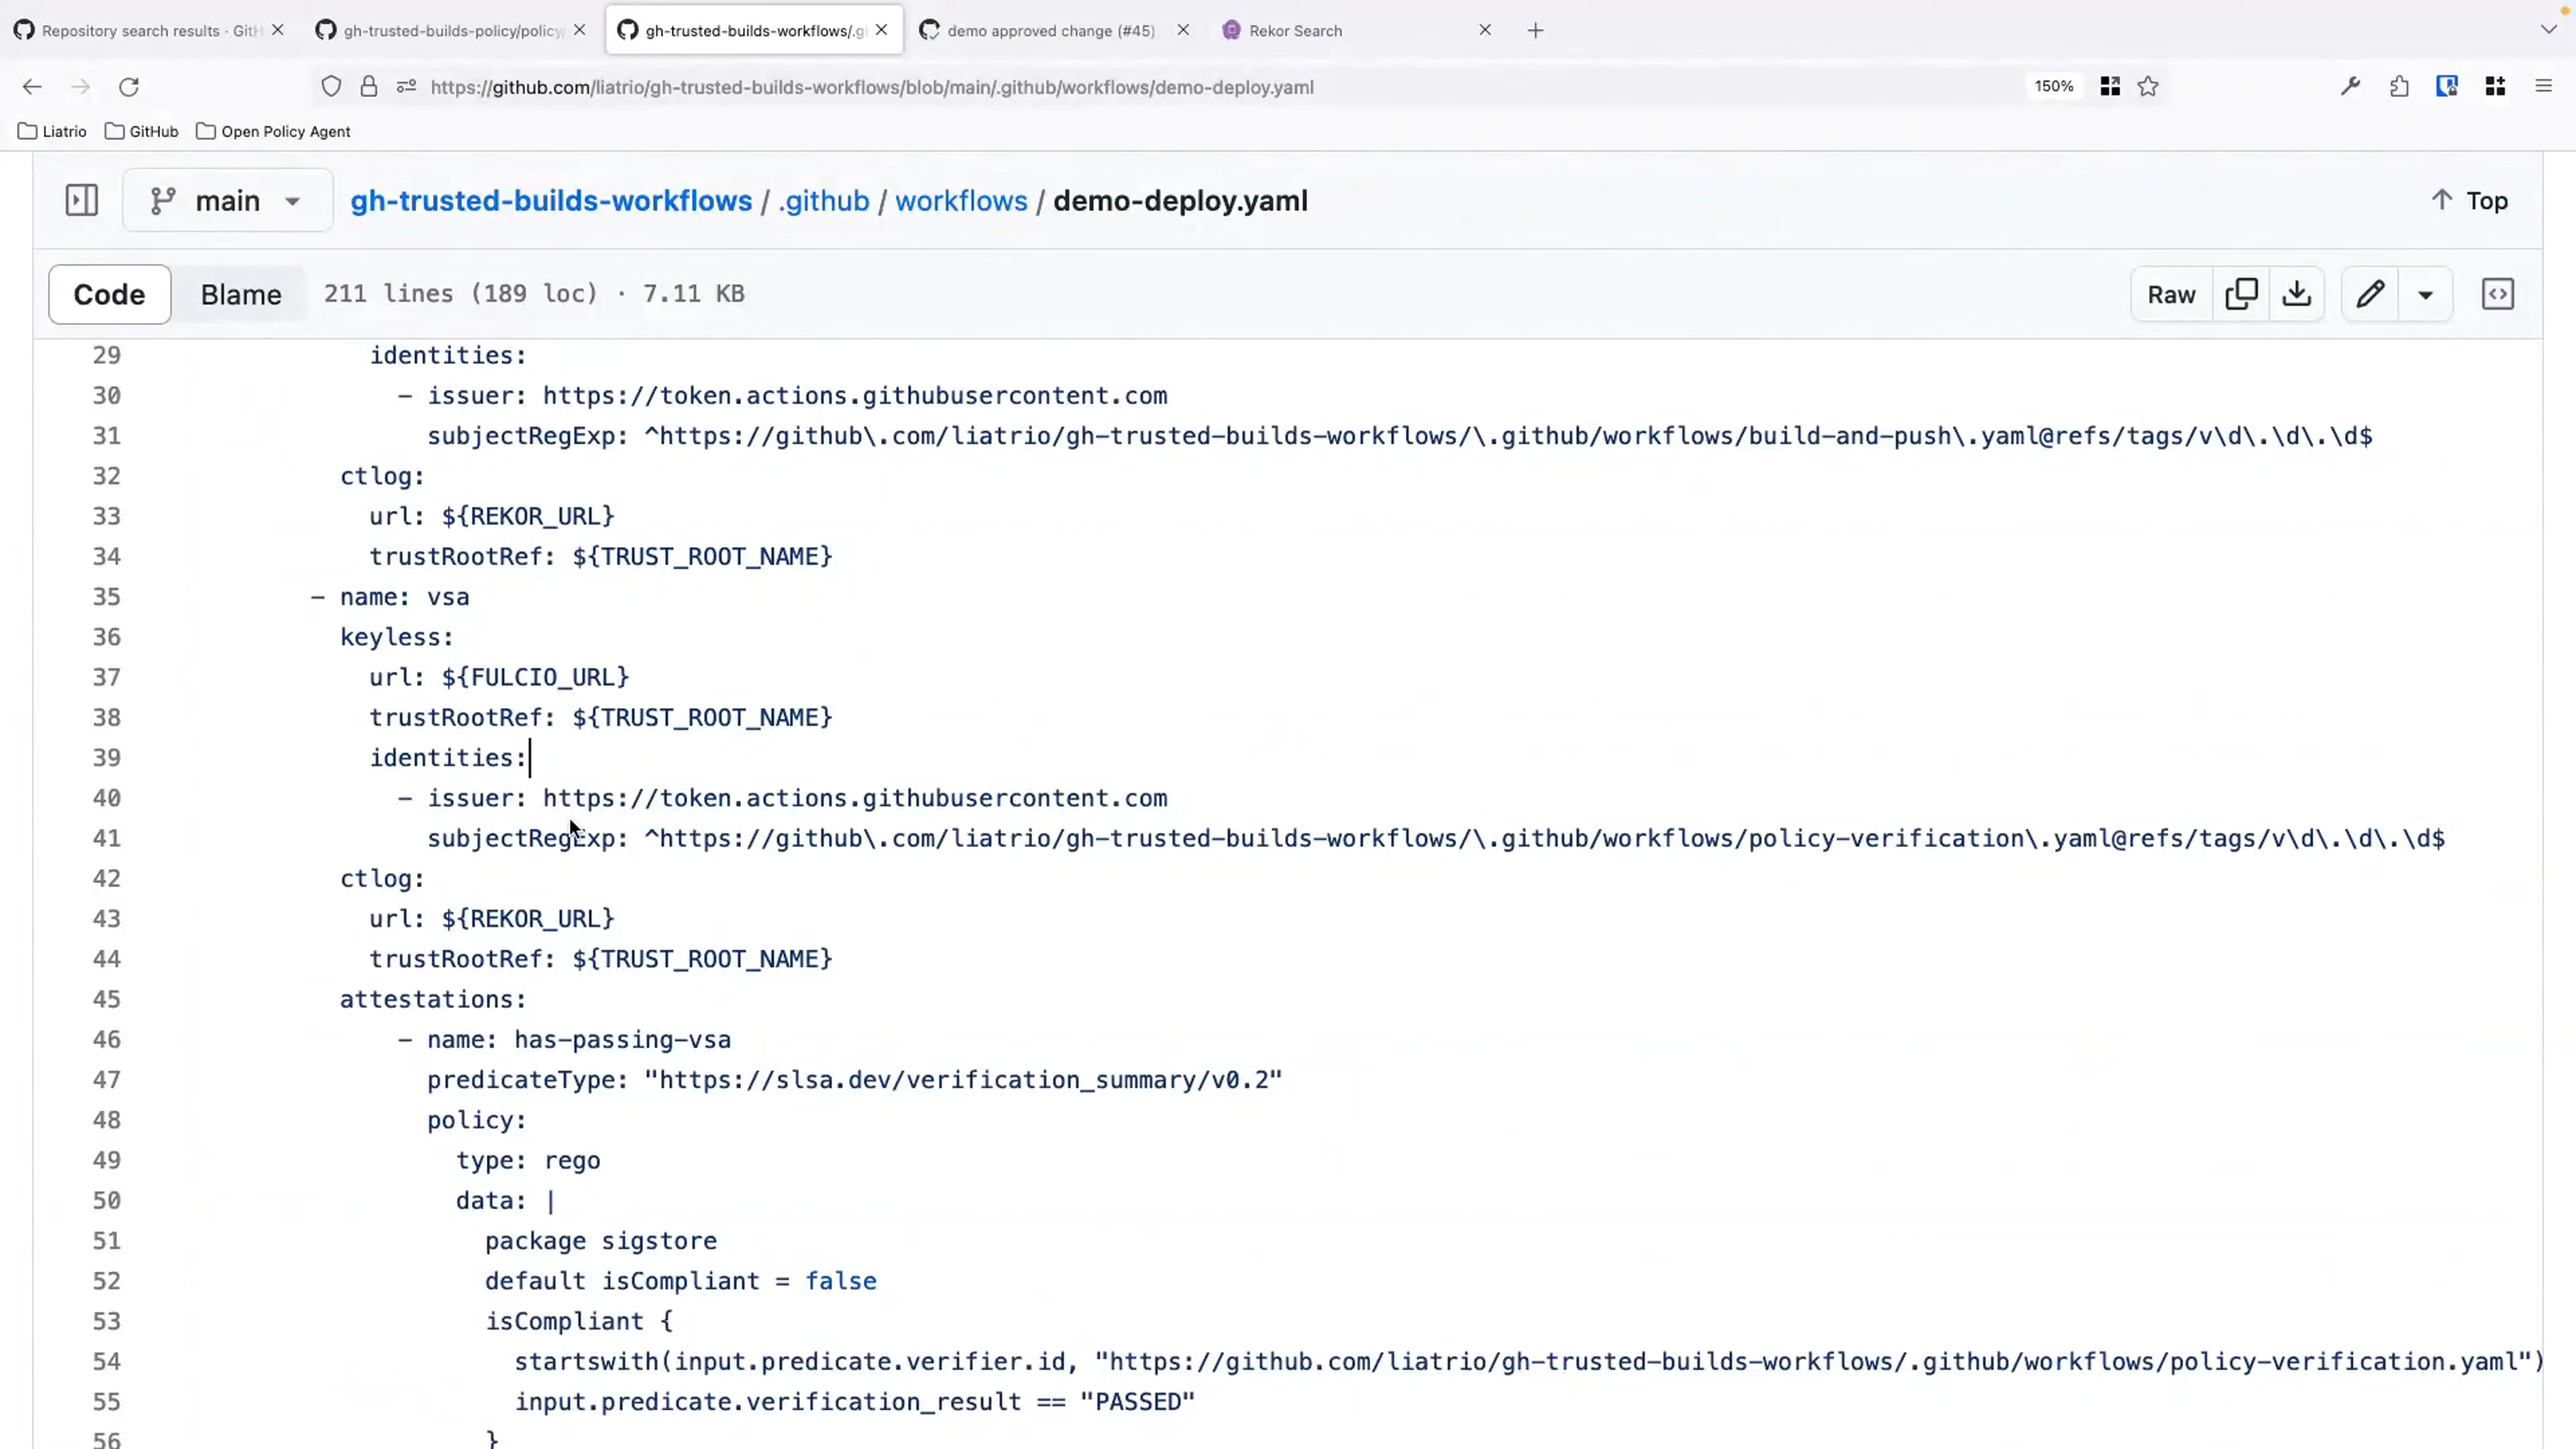 Repository search results · GitH
gh-trusted-builds-policy/policy/
gh-trusted-builds-workflows/.gi
demo approved change (#45) ·
Rekor Search
https://github.com/liatrio/gh-trusted-builds-workflows/blob/main/.github/workflows/demo-deploy.yaml
150%
Liatrio
GitHub
Open Policy Agent
main
gh-trusted-builds-workflows / .github / workflows / demo-deploy.yaml
Top
Code
Blame
211 lines (189 loc) · 7.11 KB
Raw
29 identities:
30 - issuer: https://token.actions.githubusercontent.com
31 subjectRegExp: ^https://github\.com/liatrio/gh-trusted-builds-workflows/\.github/workflows/build-and-push\.yaml@refs/tags/v\d\.\d\.\d$
32 ctlog:
33 url: ${REKOR_URL}
34 trustRootRef: ${TRUST_ROOT_NAME}
35 - name: vsa
36 keyless:
37 url: ${FULCIO_URL}
38 trustRootRef: ${TRUST_ROOT_NAME}
39 identities:
40 - issuer: https://token.actions.githubusercontent.com
41 subjectRegExp: ^https://github\.com/liatrio/gh-trusted-builds-workflows/\.github/workflows/policy-verification\.yaml@refs/tags/v\d\.\d\.\d$
42 ctlog:
43 url: ${REKOR_URL}
44 trustRootRef: ${TRUST_ROOT_NAME}
45 attestations:
46 - name: has-passing-vsa
47 predicateType: "https://slsa.dev/verification_summary/v0.2"
48 policy:
49 type: rego
50 data: |
51 package sigstore
52 default isCompliant = false
53 isCompliant {
54 startswith(input.predicate.verifier.id, "https://github.com/liatrio/gh-trusted-builds-workflows/.github/workflows/policy-verification.yaml")
55 input.predicate.verification_result == "PASSED"
56 }